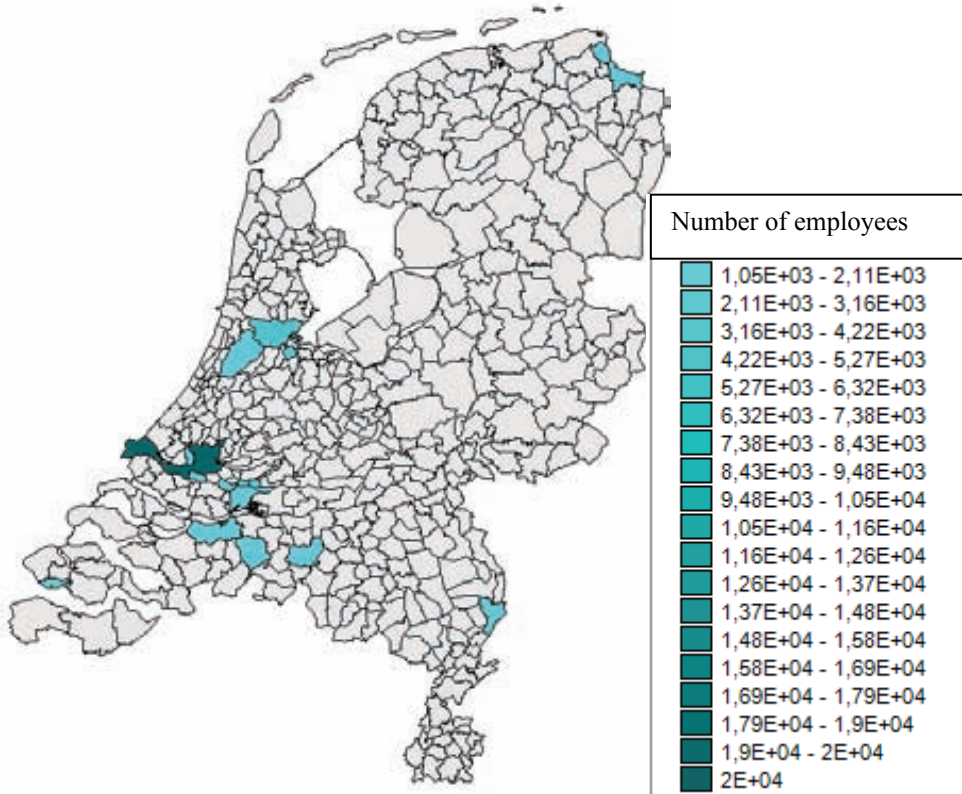 Number of employees
1,05E+03 - 2,11E+03
2,11E+03 - 3,16E+03
3,16E+03 - 4,22E+03
4,22E+03 - 5,27E+03
5,27E+03 - 6,32E+03
6,32E+03 - 7,38E+03
7,38E+03 - 8,43E+03
8,43E+03 - 9,48E+03
9,48E+03 - 1,05E+04
1,05E+04 - 1,16E+04
1,16E+04 - 1,26E+04
1,26E+04 - 1,37E+04
1,37E+04 - 1,48E+04
1,48E+04 - 1,58E+04
1,58E+04 - 1,69E+04
1,69E+04 - 1,79E+04
1,79E+04 - 1,9E+04
1,9E+04 - 2E+04
2E+04